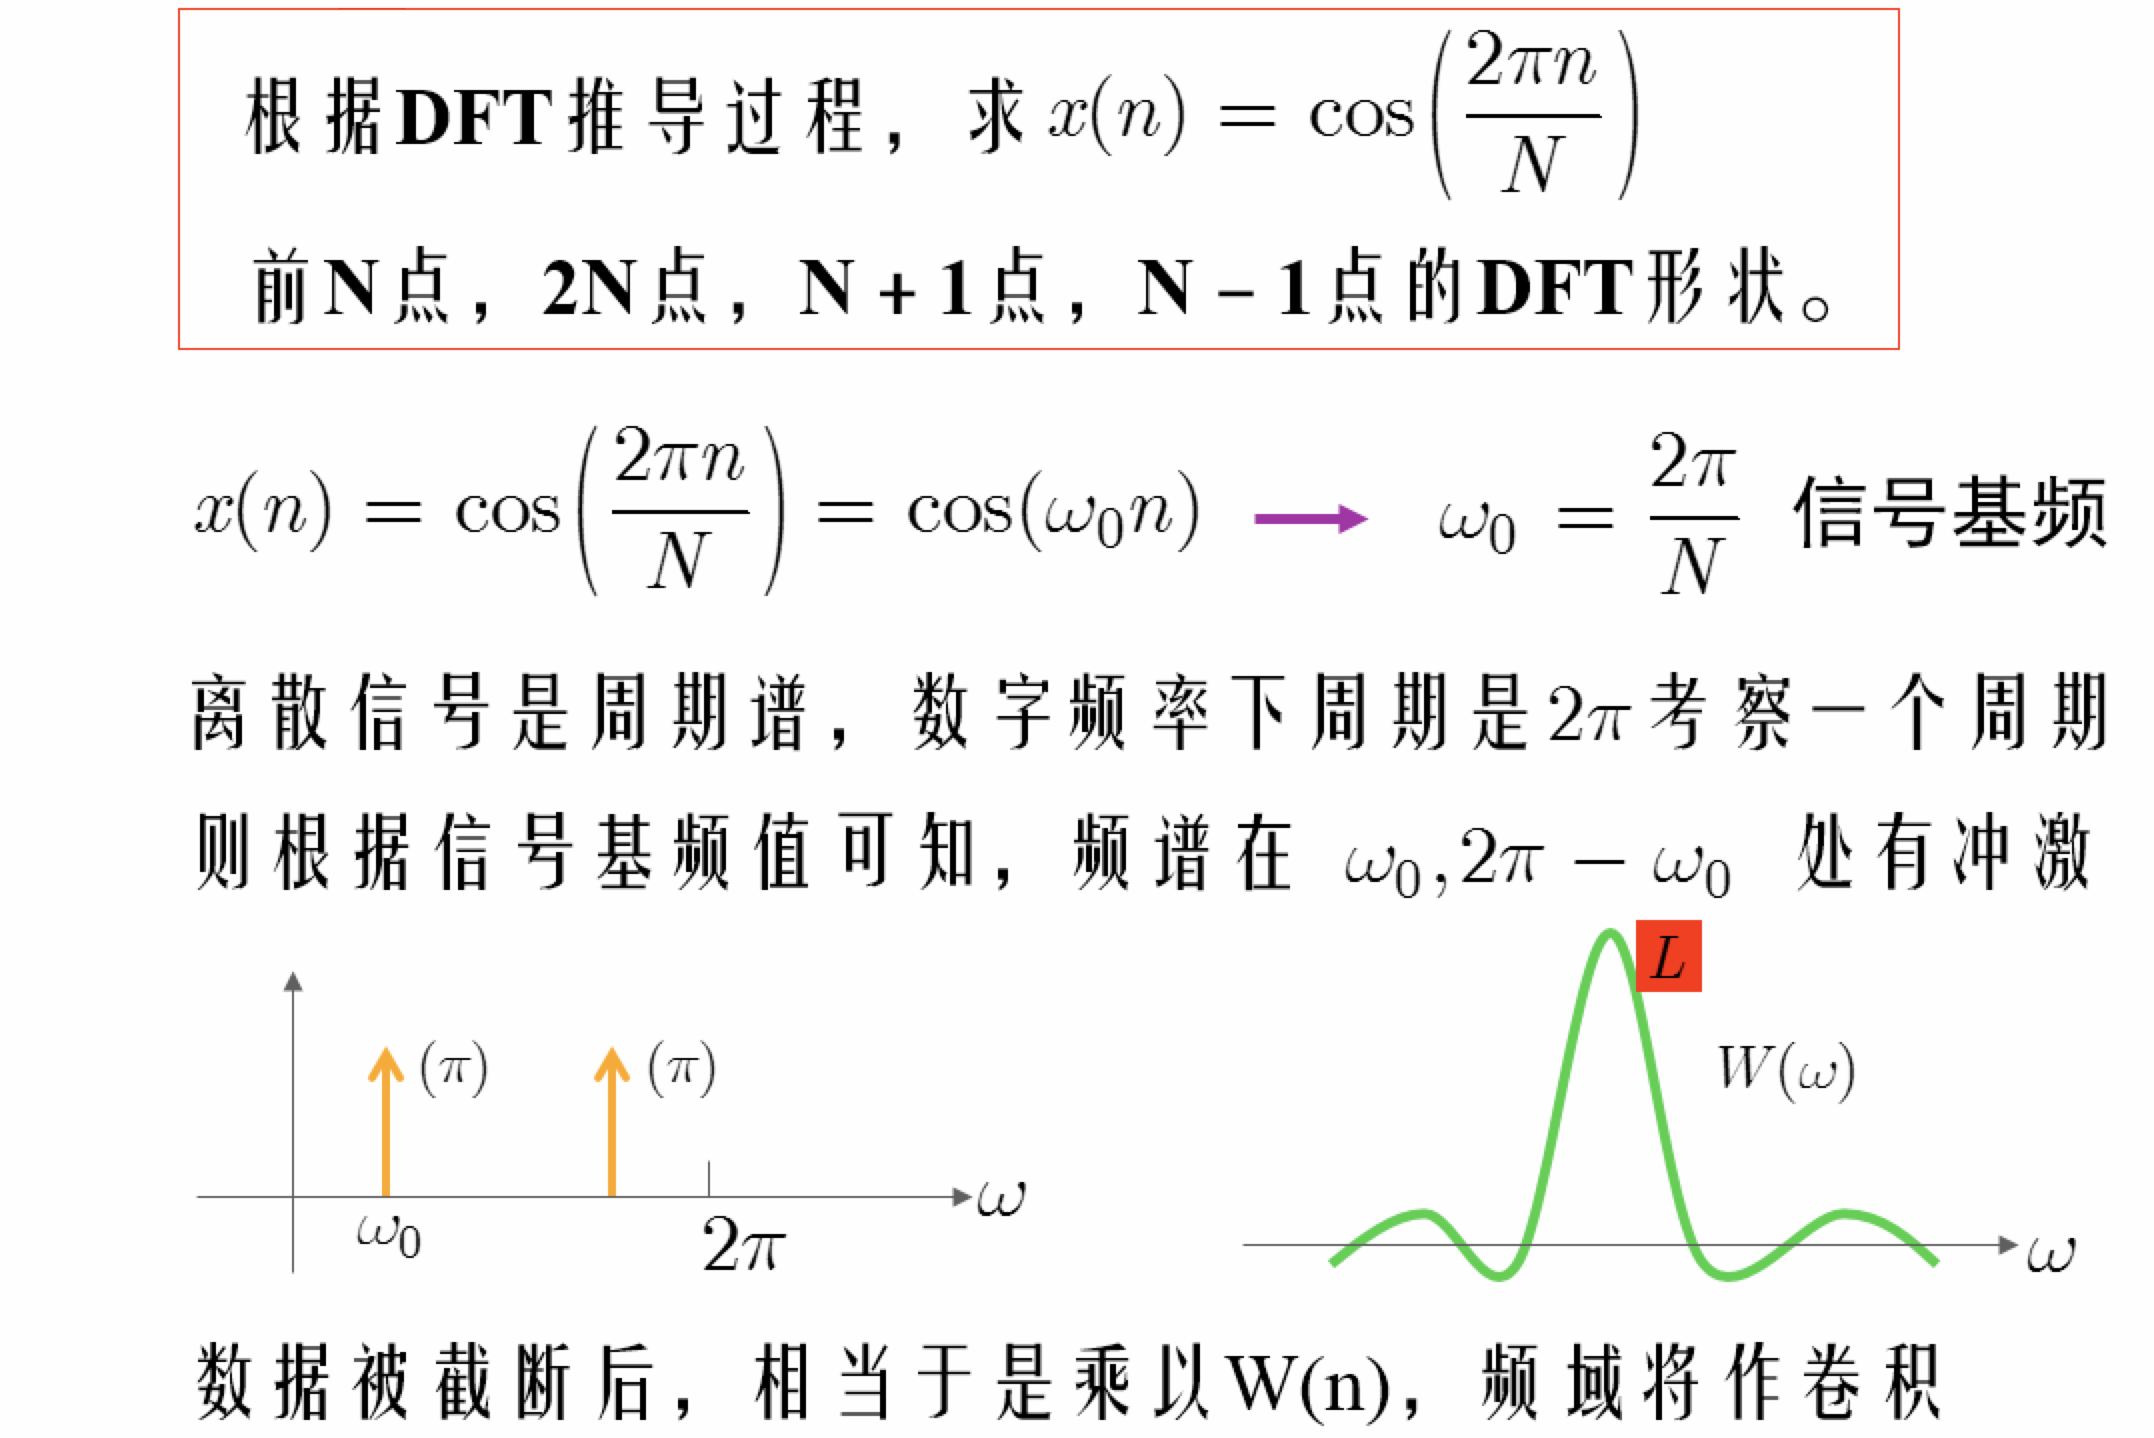 根据DFT推导过程，求 x(n) = cos(2πn/N)
前N点，2N点，N + 1点，N – 1点的DFT形状。
x(n) = cos(2πn/N) = cos(ω₀n) → ω₀ = 2π/N 信号基频
离散信号是周期谱，数字频率下周期是2π考察一个周期
则根据信号基频值可知，频谱在 ω₀,2π − ω₀ 处有冲激
L
(π) (π) W(ω)
ω₀ 2π ω ω
数据被截断后，相当于是乘以W(n)，频域将作卷积